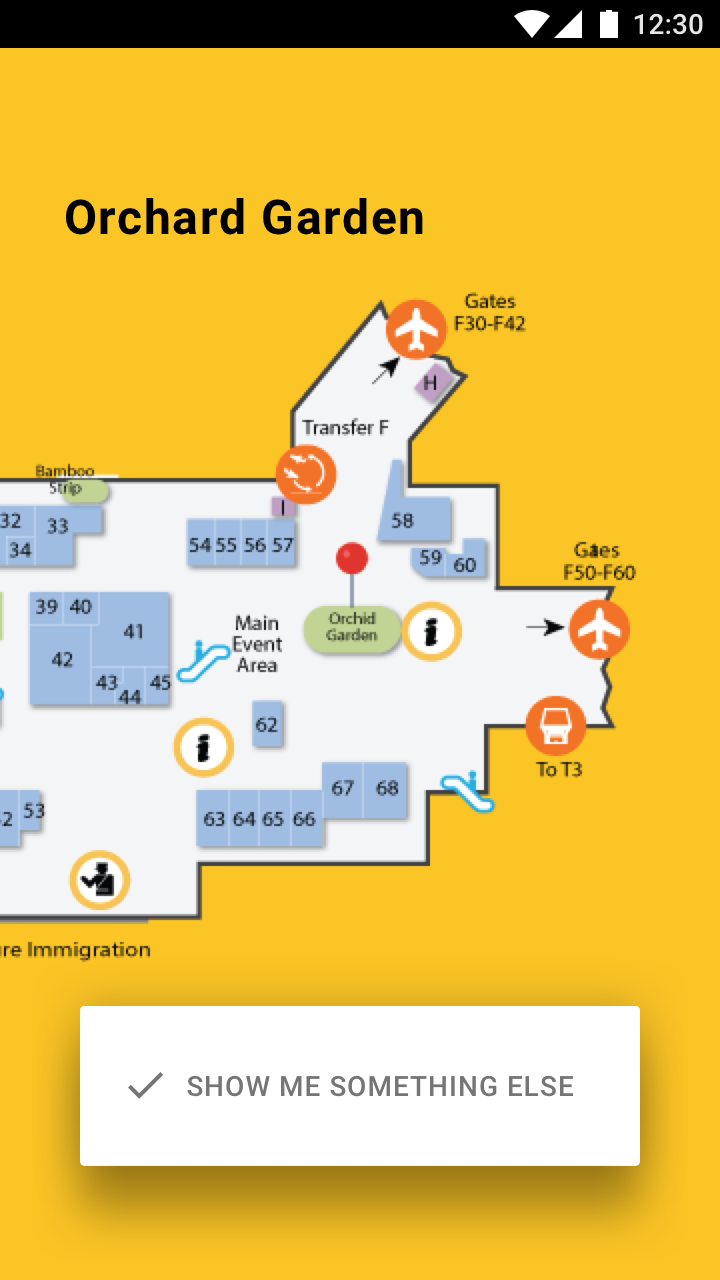 12:30
Orchard Garden
Gates
F30-F42
H
Transfer F
Bamboo
Strip
I
32
33
34
54 55 56 57
58
59
60
Gates
F50-F60
39 40
41
42
43
44
45
Main
Event
Area
Orchid
Garden
62
67
68
53
63 64 65 66
To T3
re Immigration
SHOW ME SOMETHING ELSE